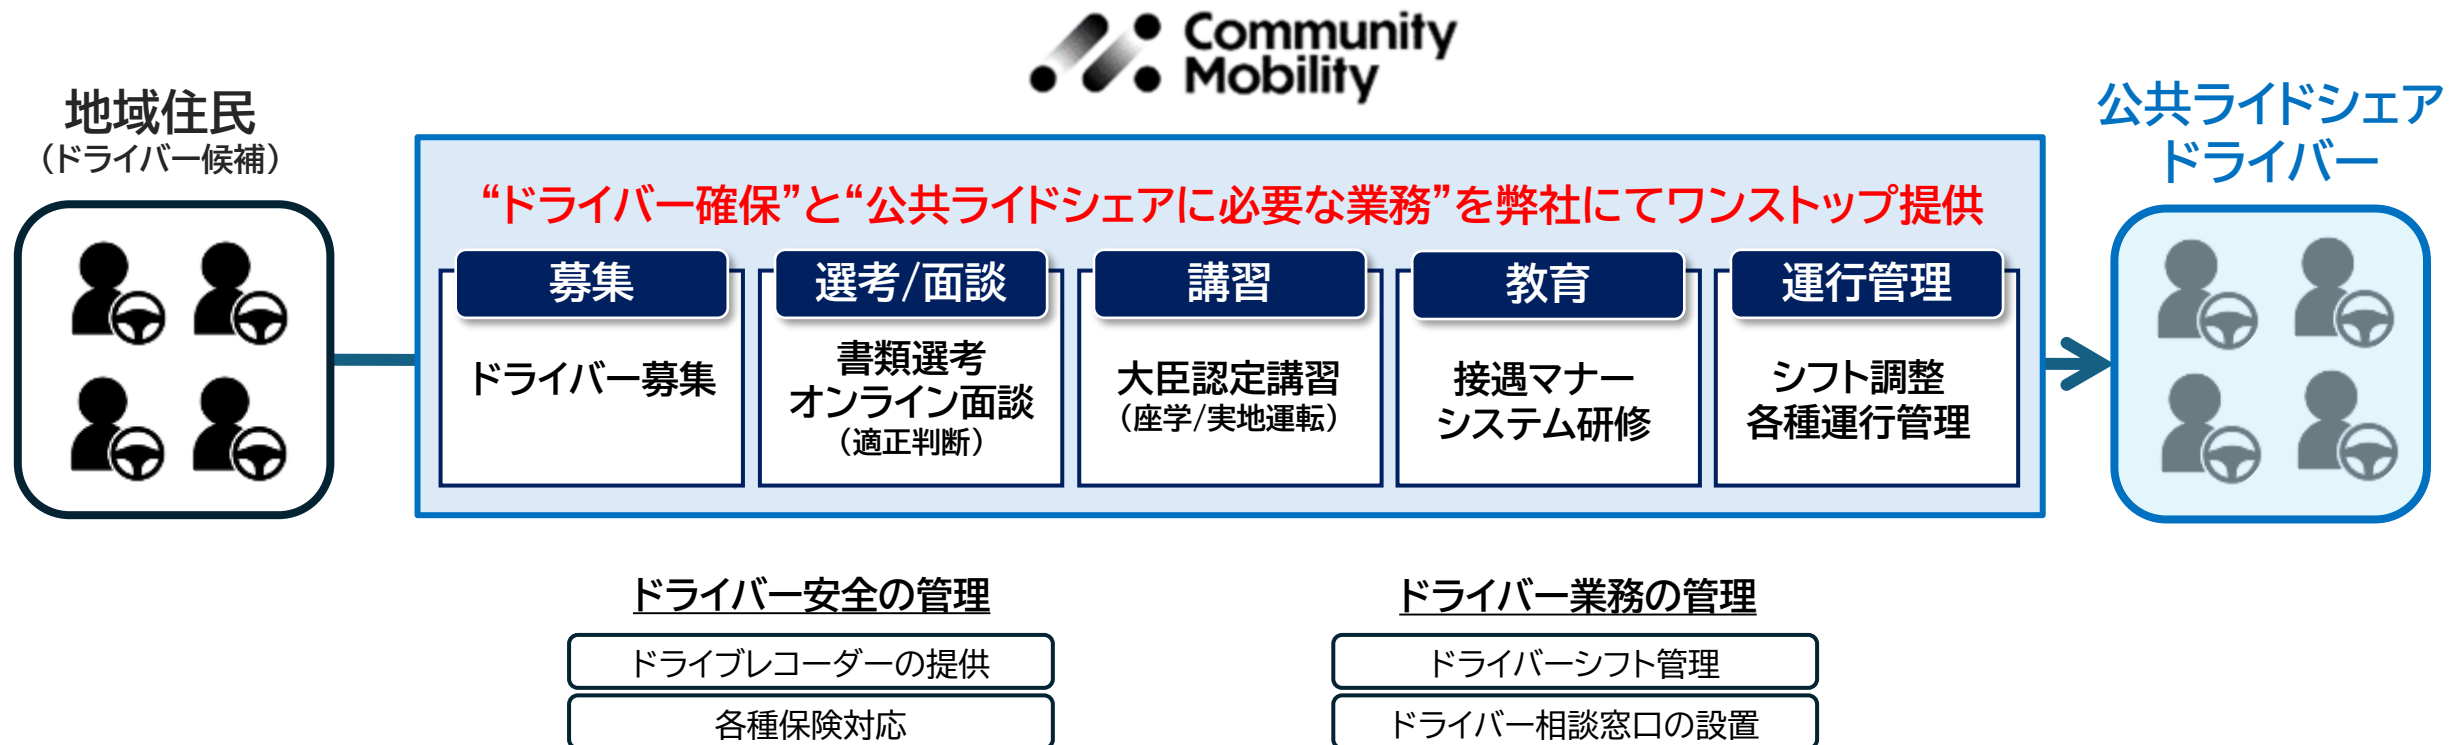 Community
Mobility
地域住民
（ドライバー候補）
公共ライドシェア
ドライバー
“ドライバー確保”と“公共ライドシェアに必要な業務”を弊社にてワンストップ提供
募集
ドライバー募集
選考/面談
書類選考
オンライン面談
（適正判断）
講習
大臣認定講習
（座学/実地運転）
教育
接遇マナー
システム研修
運行管理
シフト調整
各種運行管理
ドライバー安全の管理
ドライブレコーダーの提供
各種保険対応
ドライバー業務の管理
ドライバーシフト管理
ドライバー相談窓口の設置